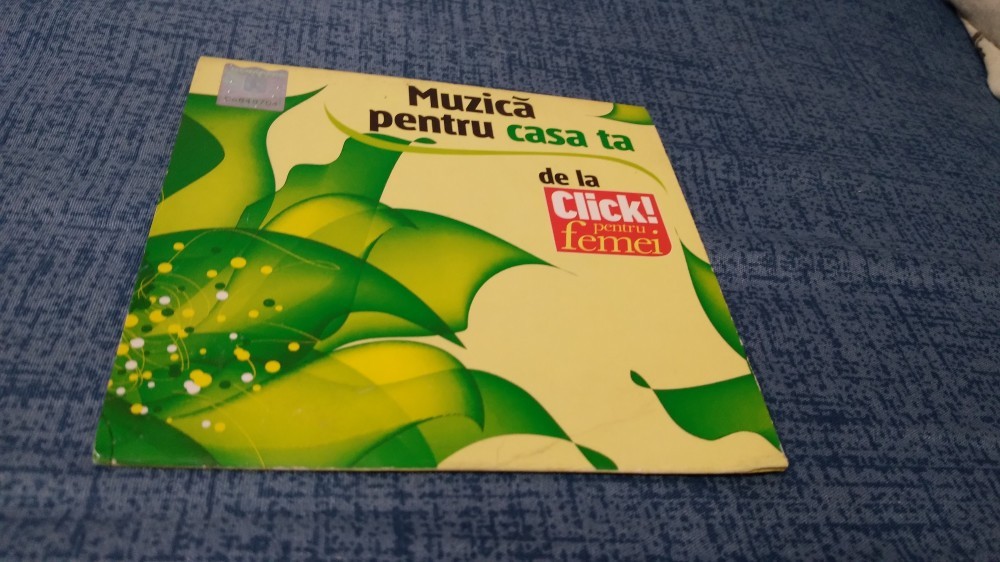 Muzică
pentru casa ta
de la
Click!
pentru
femei